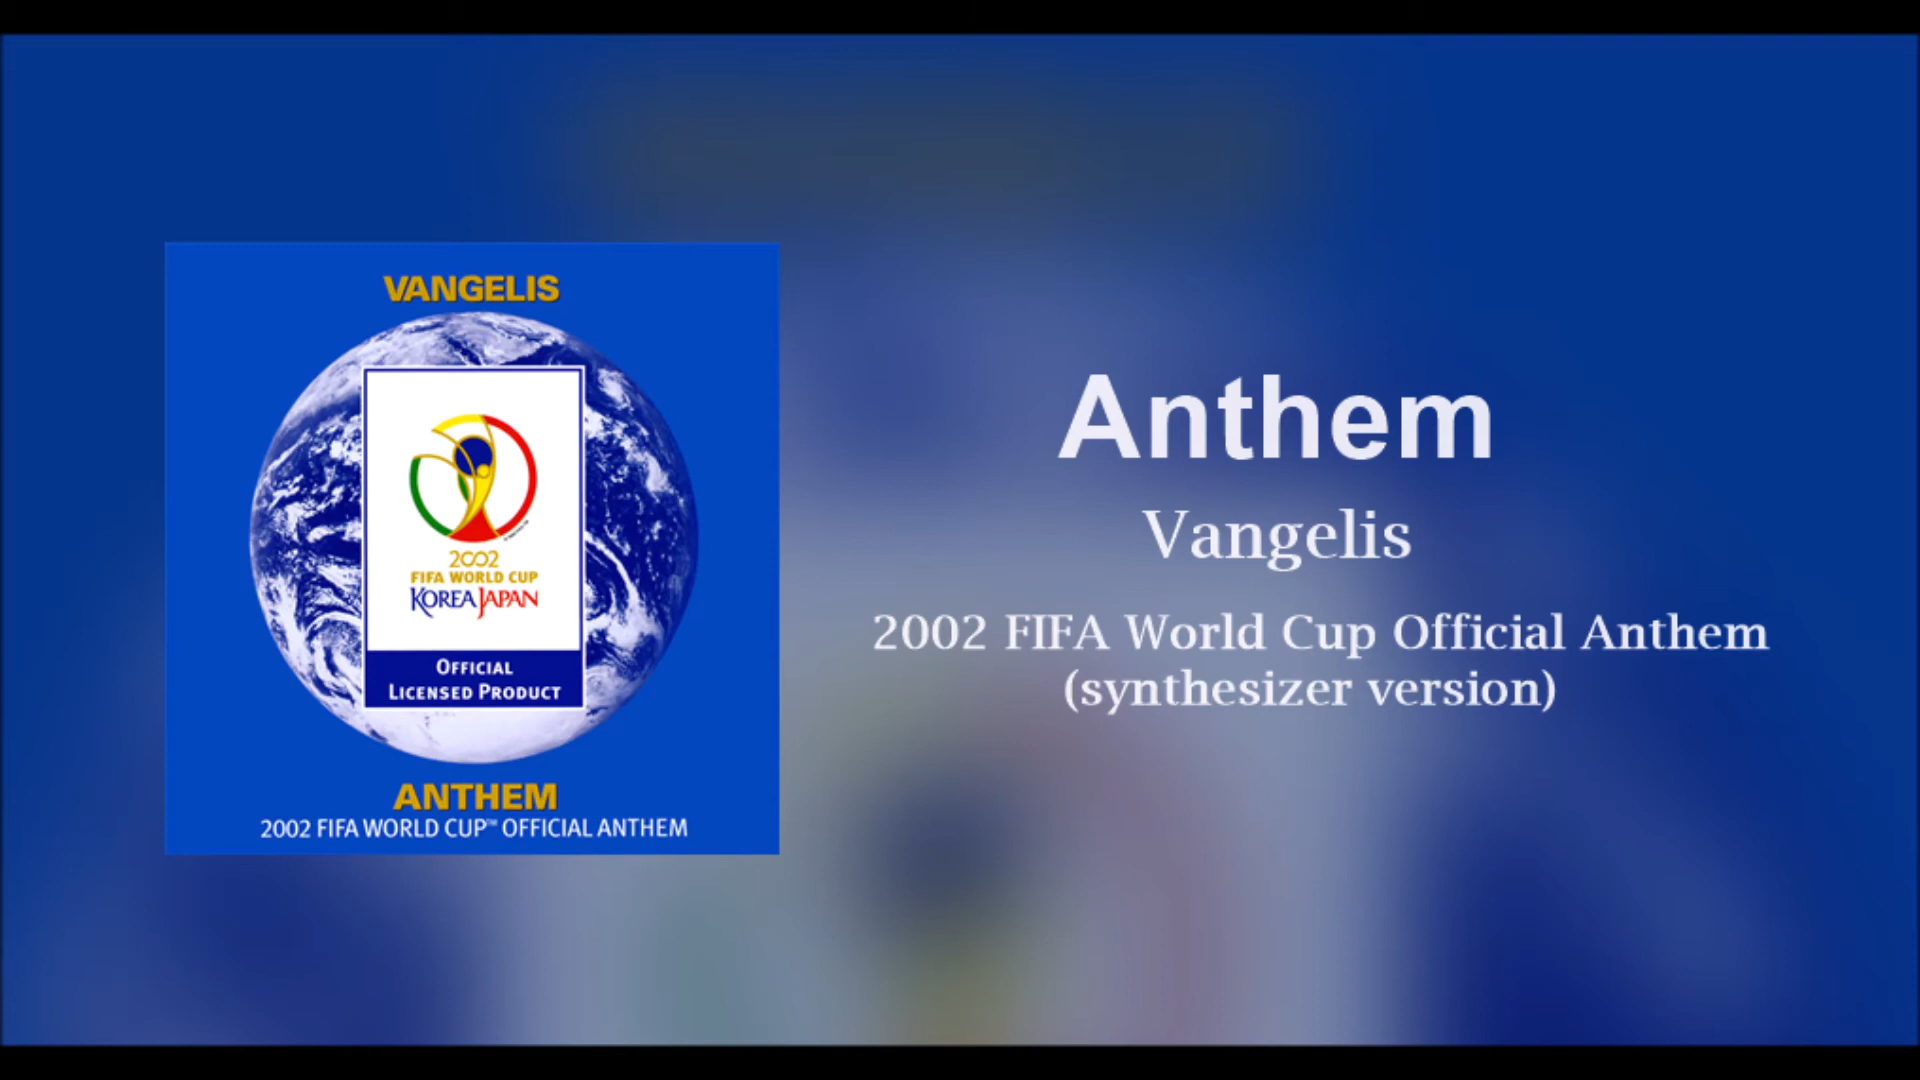 VANGELIS
2002
FIFA WORLD CUP
KOREA JAPAN
OFFICIAL
LICENSED PRODUCT
ANTHEM
2002 FIFA WORLD CUP™ OFFICIAL ANTHEM
Anthem
Vangelis
2002 FIFA World Cup Official Anthem
(synthesizer version)